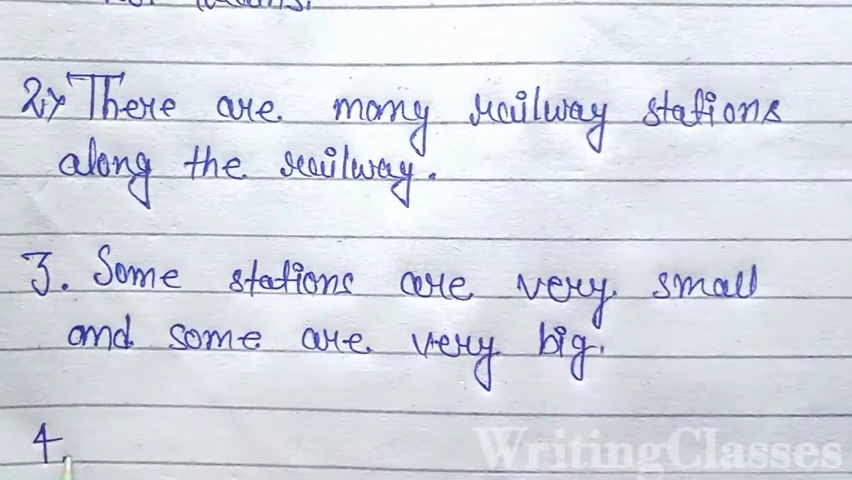 2) There are many railway stations
along the railway.
3. Some stations are very small
and some are very big.
4.
WritingClasses